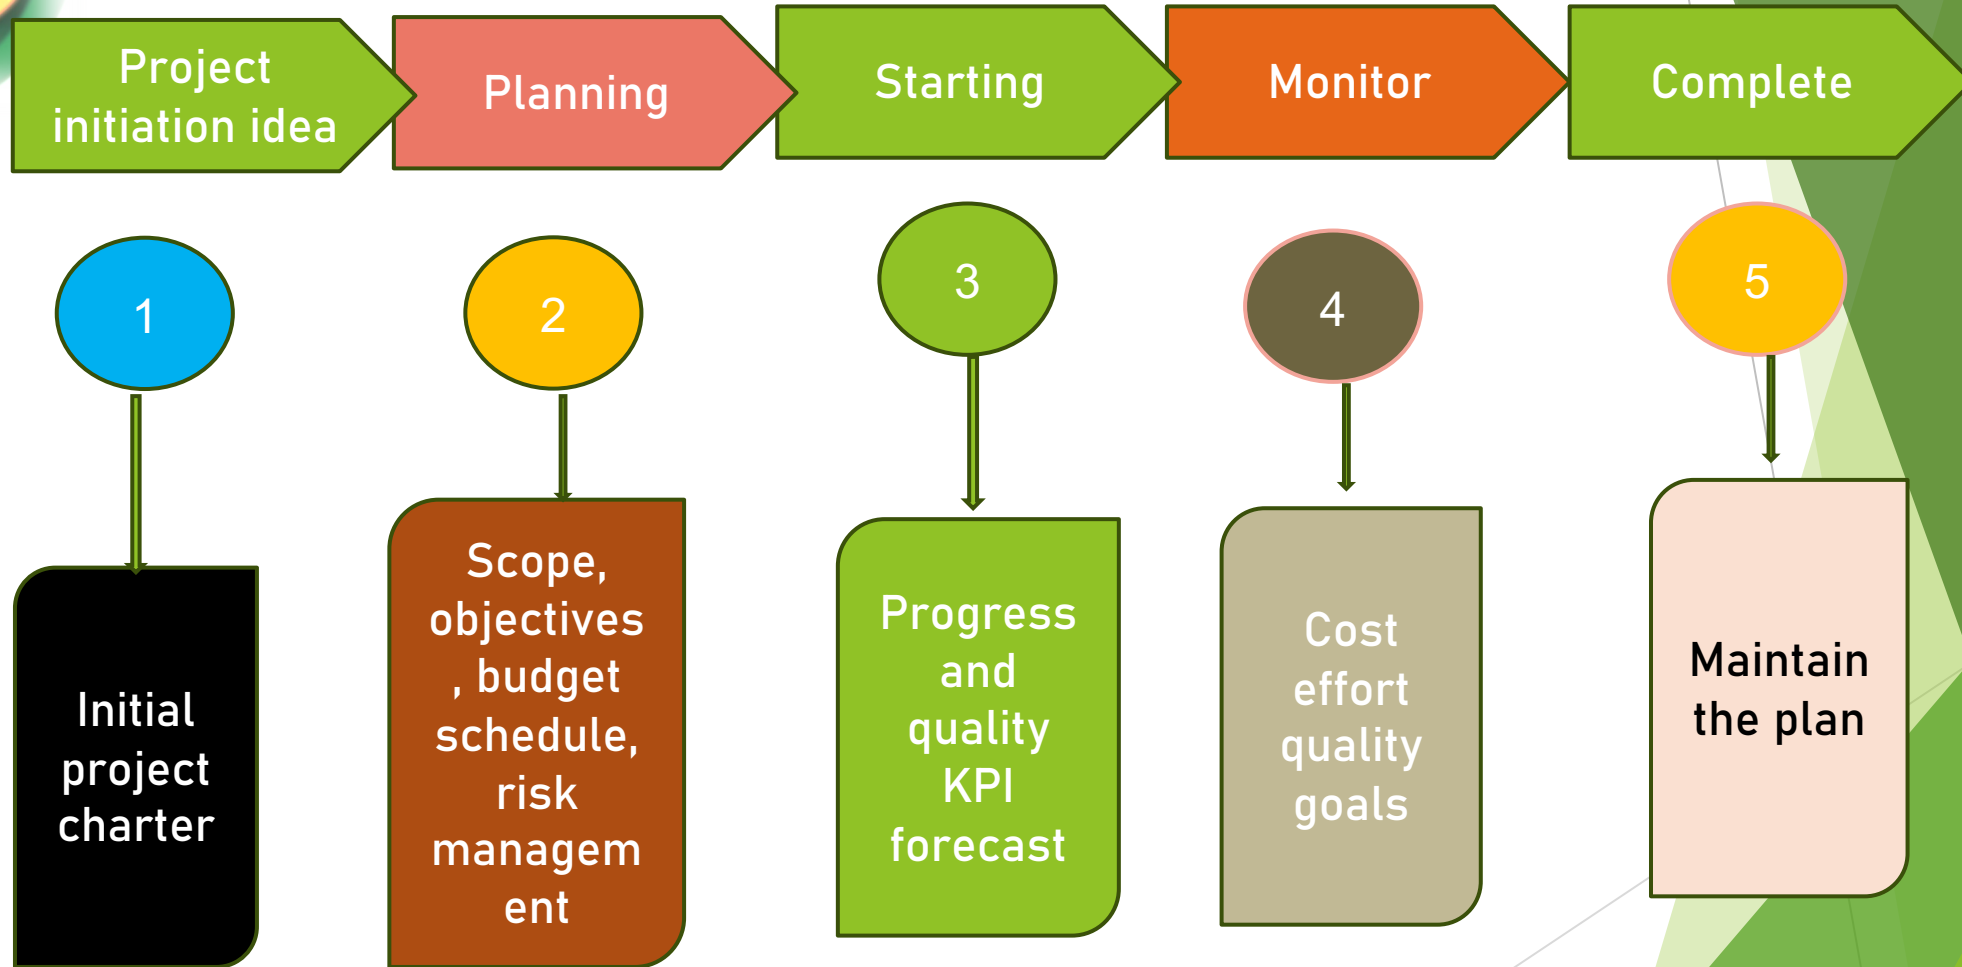 Project
initiation idea
Planning
Starting
Monitor
Complete
1
2
3
4
5
Initial
project
charter
Scope,
objectives
, budget
schedule,
risk
managem
ent
Progress
and
quality
KPI
forecast
Cost
effort
quality
goals
Maintain
the plan